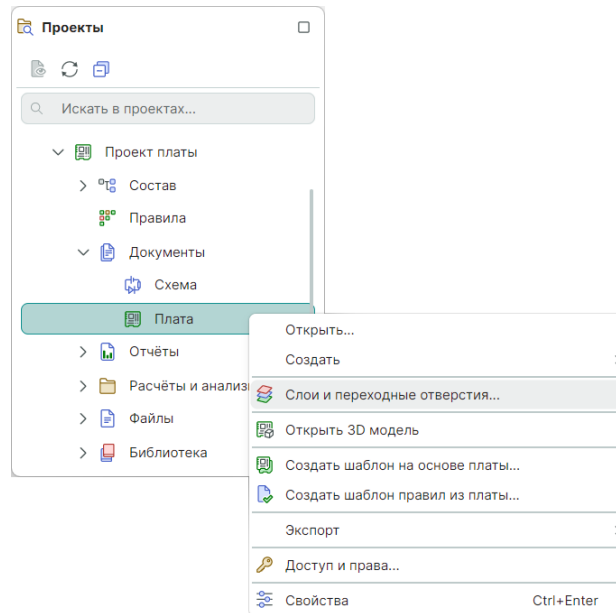 Проекты
Искать в проектах...
Проект платы
Состав
Правила
Документы
Схема
Плата
Открыть...
Отчёты
Создать
Расчёты и анализ
Слои и переходные отверстия...
Файлы
Открыть 3D модель
Библиотека
Создать шаблон на основе платы...
Создать шаблон правил из платы...
Экспорт
Доступ и права...
Свойства Ctrl+Enter